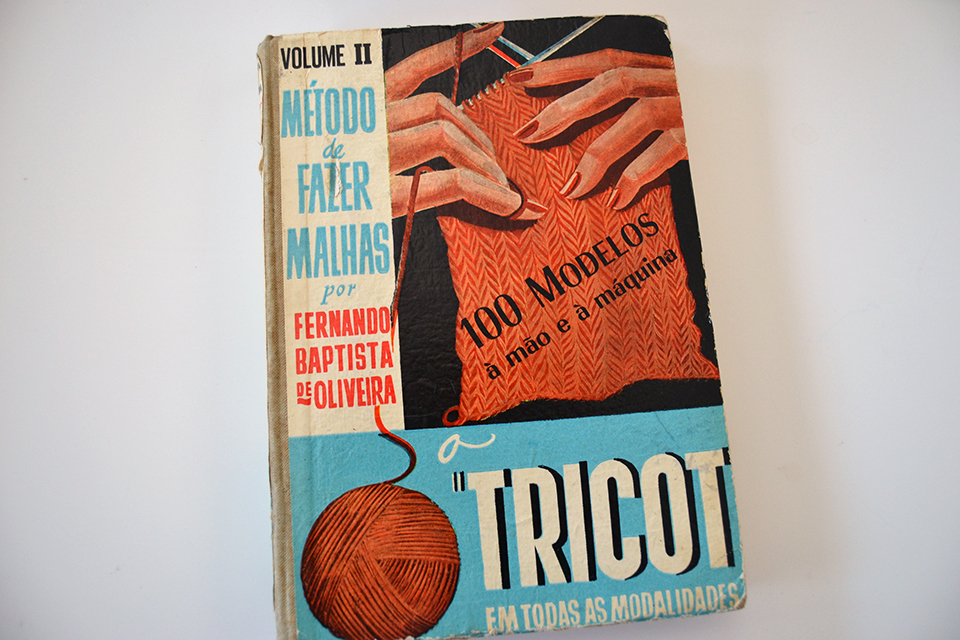 VOLUME II
MÉTODO
de
FAZER
MALHAS
por
FERNANDO
BAPTISTA
DE OLIVEIRA
100 MODELOS
à mão e à máquina
a
"TRICOT
EM TODAS AS MODALIDADES